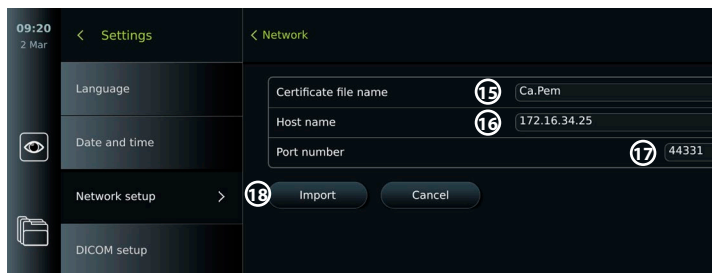 09:20
2 Mar
Settings
Network
Language
Date and time
Network setup
DICOM setup
Certificate file name 15 Ca.Pem
Host name 16 172.16.34.25
Port number 17 44331
18 Import Cancel